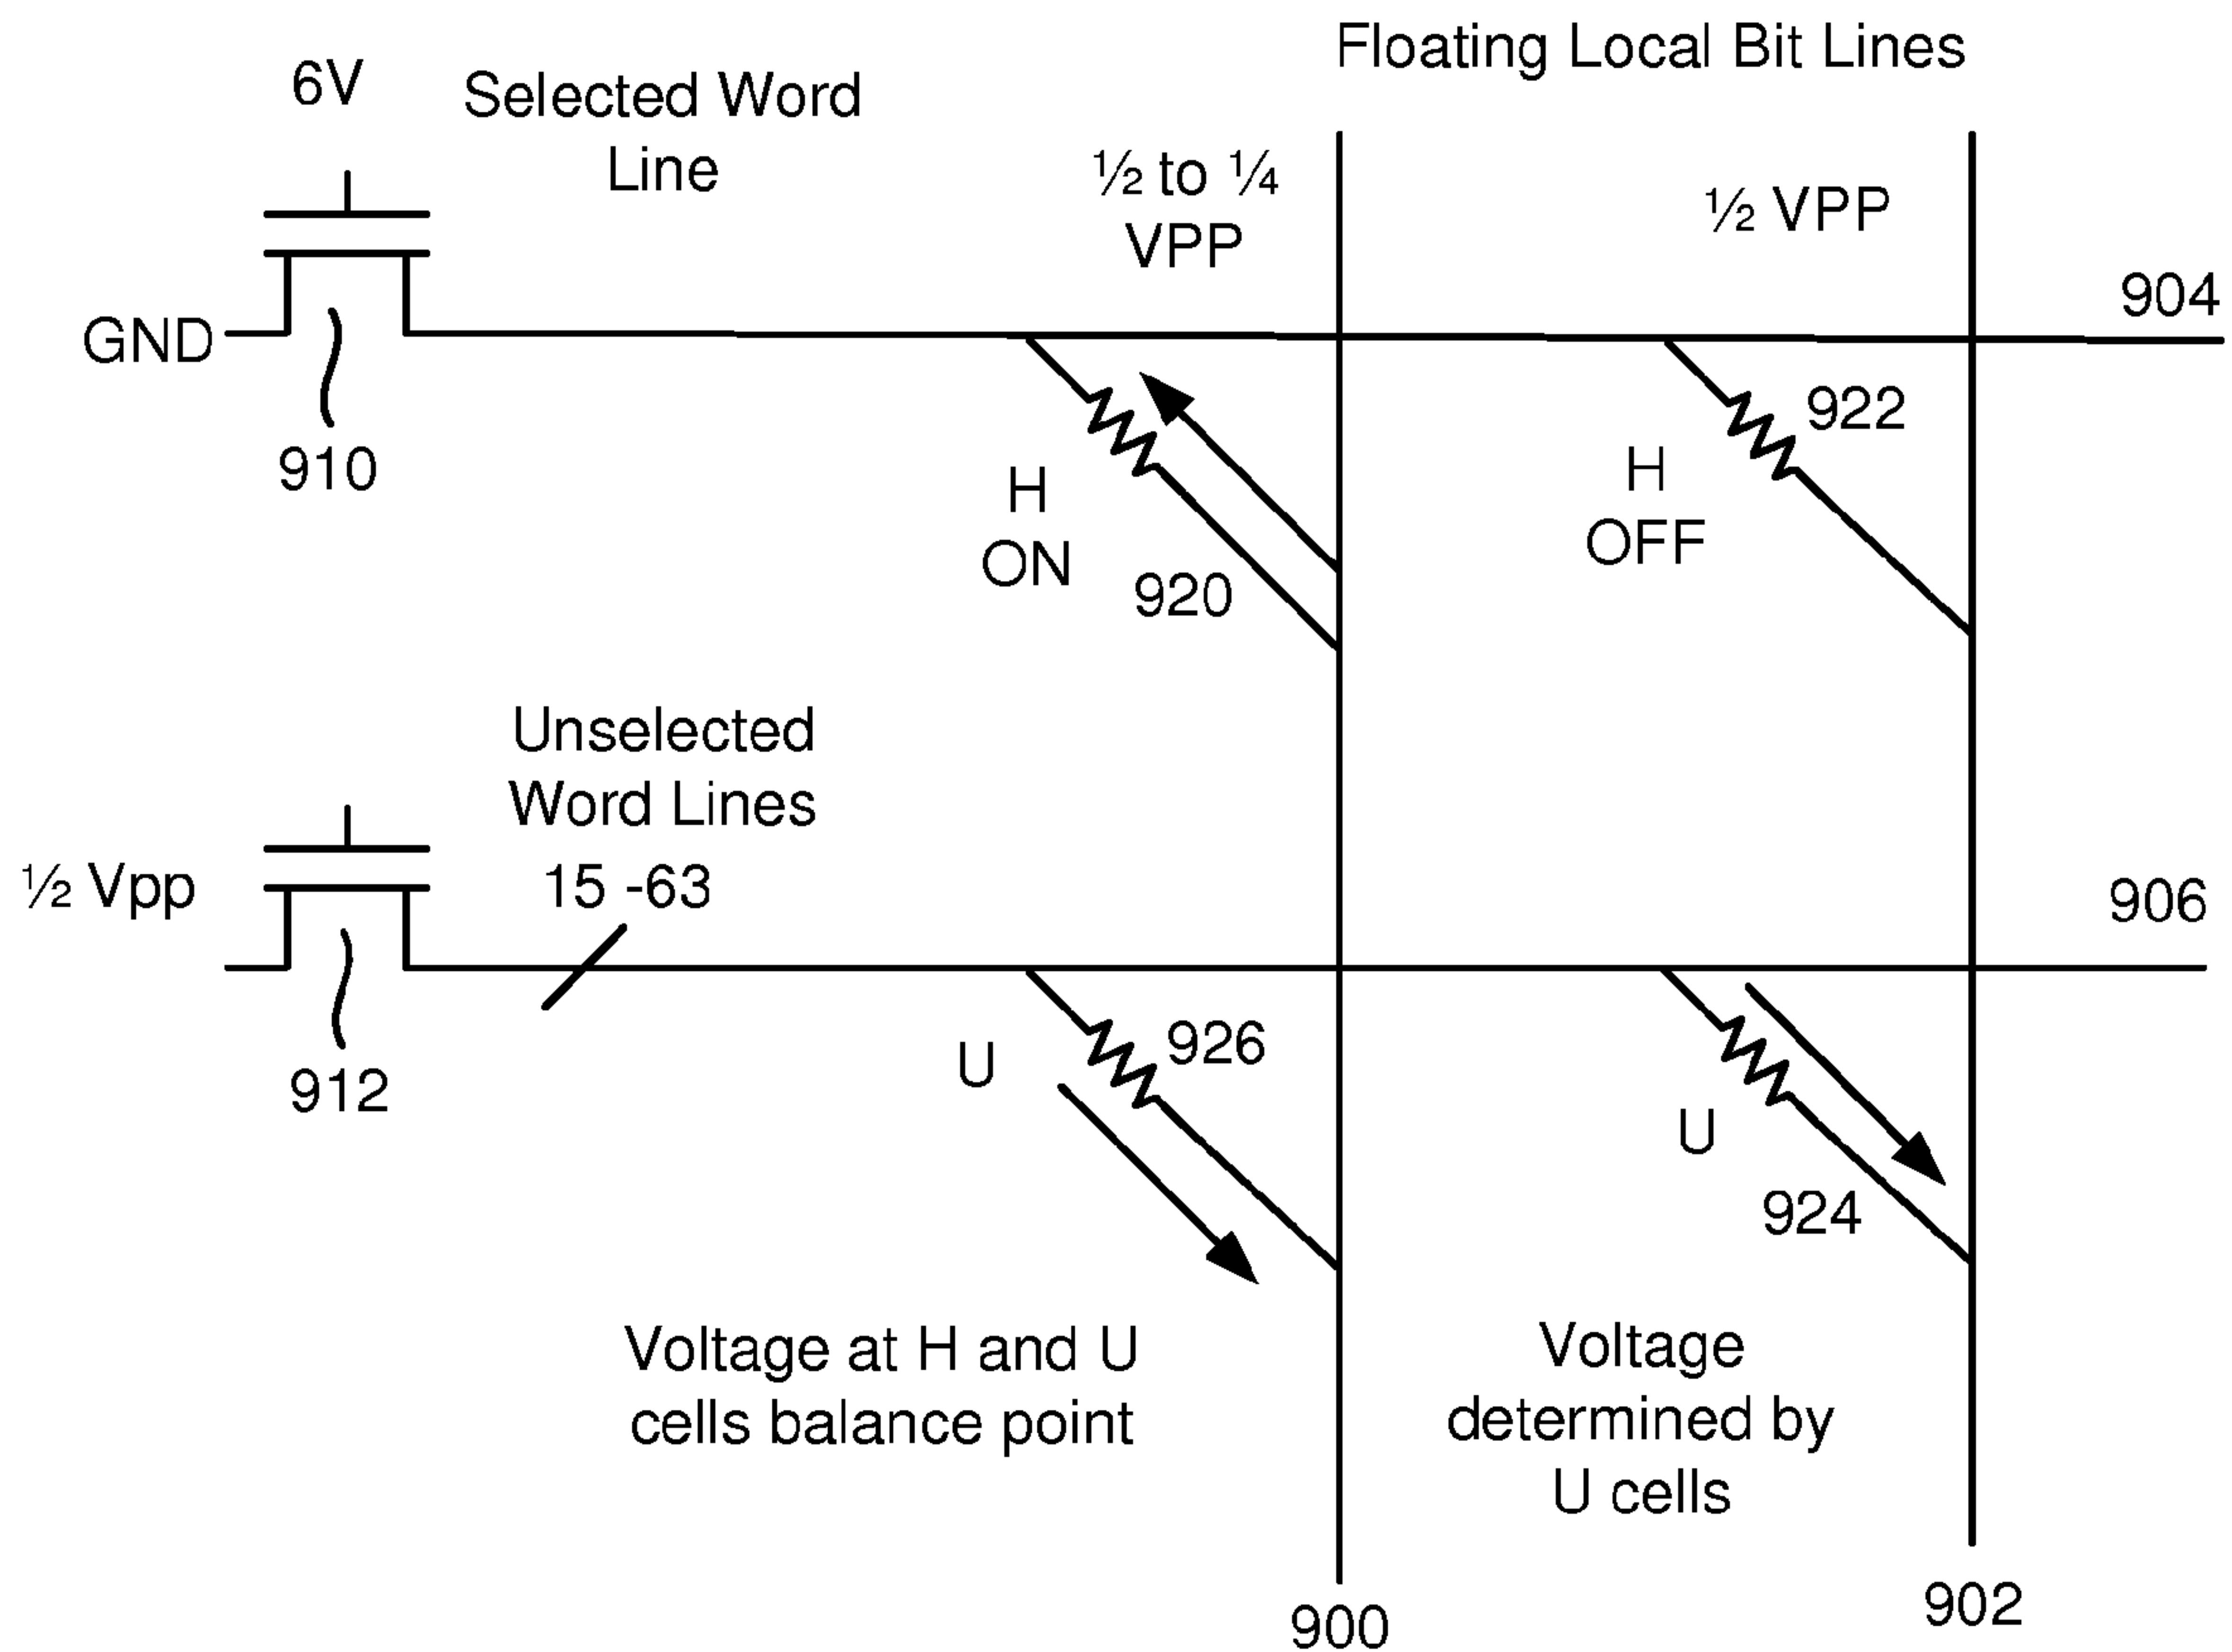 Floating Local Bit Lines
6V
Selected Word
Line
½ to ¼
VPP
½ VPP
904
GND
910
H
ON
920
922
H
OFF
Unselected
Word Lines
15 -63
½ Vpp
906
912
U
926
U
924
Voltage at H and U
cells balance point
Voltage
determined by
U cells
900
902